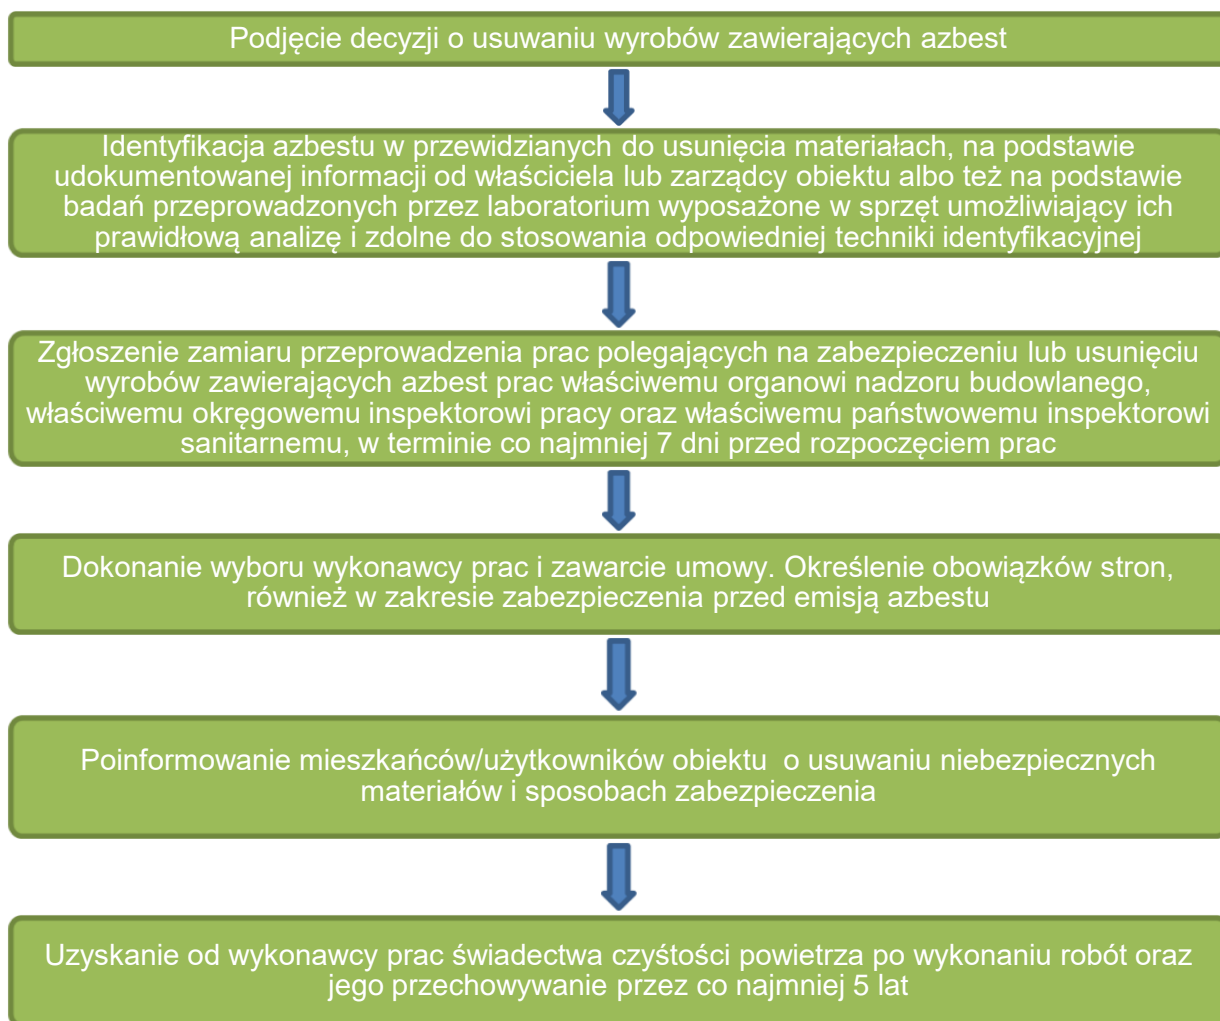 Podjęcie decyzji o usuwaniu wyrobów zawierających azbest
Identyfikacja azbestu w przewidzianych do usunięcia materiałach, na podstawie
udokumentowanej informacji od właściciela lub zarządcy obiektu albo też na podstawie
badań przeprowadzonych przez laboratorium wyposażone w sprzęt umożliwiający ich
prawidłową analizę i zdolne do stosowania odpowiedniej techniki identyfikacyjnej
Zgłoszenie zamiaru przeprowadzenia prac polegających na zabezpieczeniu lub usunięciu
wyrobów zawierających azbest prac właściwemu organowi nadzoru budowlanego,
właściwemu okręgowemu inspektorowi pracy oraz właściwemu państwowemu inspektorowi
sanitarnemu, w terminie co najmniej 7 dni przed rozpoczęciem prac
Dokonanie wyboru wykonawcy prac i zawarcie umowy. Określenie obowiązków stron,
również w zakresie zabezpieczenia przed emisją azbestu
Poinformowanie mieszkańców/użytkowników obiektu o usuwaniu niebezpiecznych
materiałów i sposobach zabezpieczenia
Uzyskanie od wykonawcy prac świadectwa czyśtości powietrza po wykonaniu robót oraz
jego przechowywanie przez co najmniej 5 lat